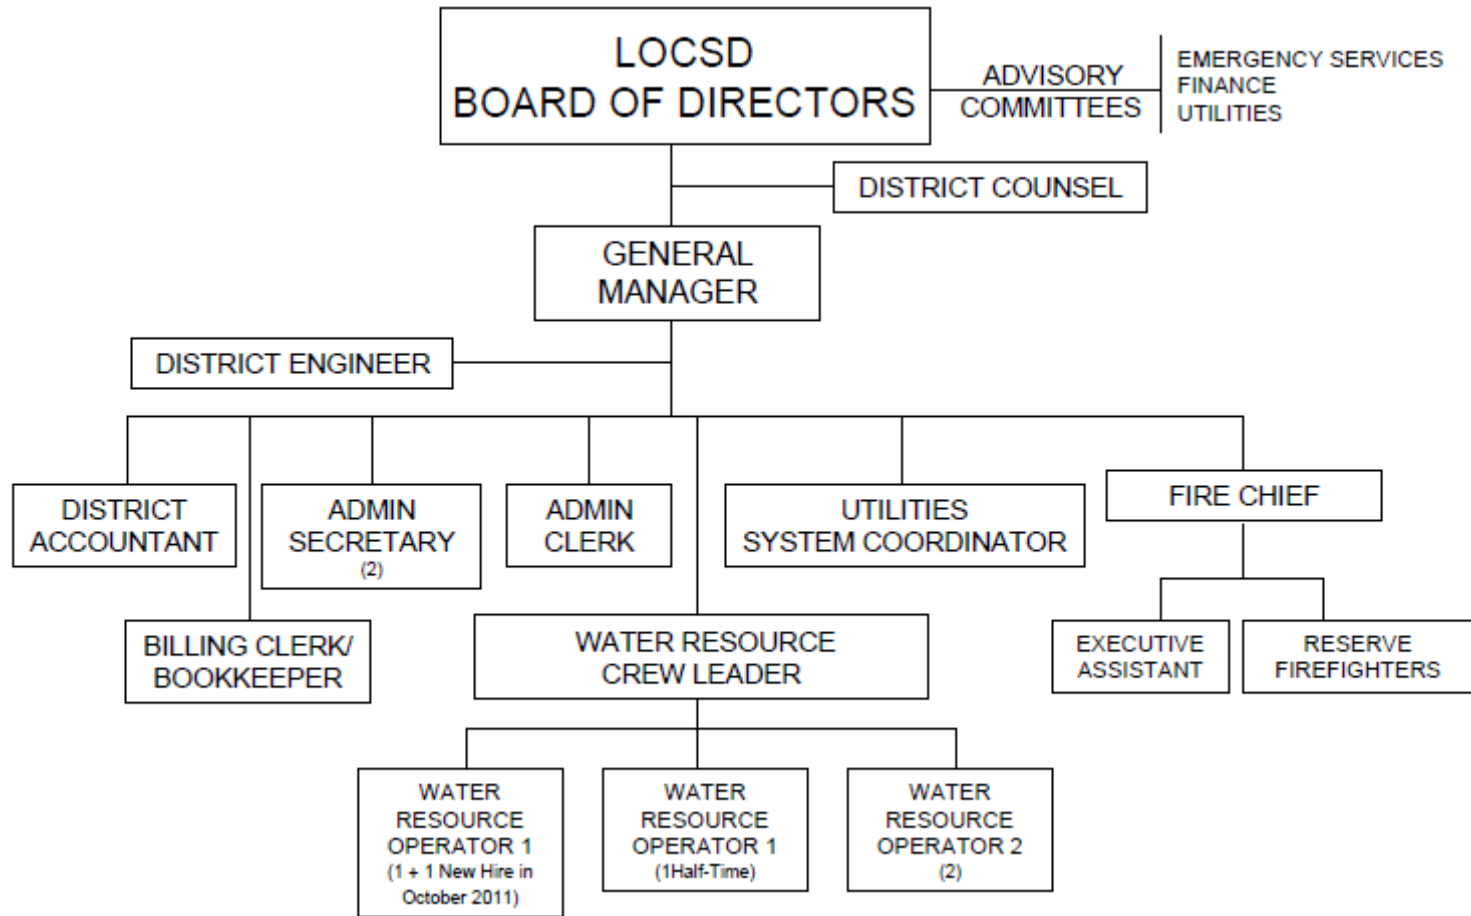 LOCSD
BOARD OF DIRECTORS
ADVISORY
COMMITTEES
EMERGENCY SERVICES
FINANCE
UTILITIES
DISTRICT COUNSEL
GENERAL
MANAGER
DISTRICT ENGINEER
DISTRICT
ACCOUNTANT
ADMIN
SECRETARY
(2)
ADMIN
CLERK
UTILITIES
SYSTEM COORDINATOR
FIRE CHIEF
BILLING CLERK/
BOOKKEEPER
WATER RESOURCE
CREW LEADER
EXECUTIVE
ASSISTANT
RESERVE
FIREFIGHTERS
WATER
RESOURCE
OPERATOR 1
(1 + 1 New Hire in
October 2011)
WATER
RESOURCE
OPERATOR 1
(1Half-Time)
WATER
RESOURCE
OPERATOR 2
(2)